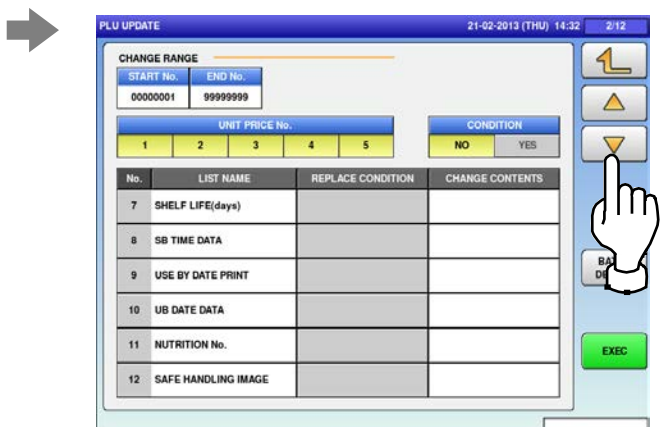 PLU UPDATE 21-02-2013 (THU) 14:32 2/12
CHANGE RANGE
START No. END No.
00000001 99999999
UNIT PRICE No. CONDITION
1 2 3 4 5 NO YES
No. LIST NAME REPLACE CONDITION CHANGE CONTENTS
7 SHELF LIFE(days)
8 SB TIME DATA
9 USE BY DATE PRINT
10 UB DATE DATA
11 NUTRITION No.
12 SAFE HANDLING IMAGE
EXEC